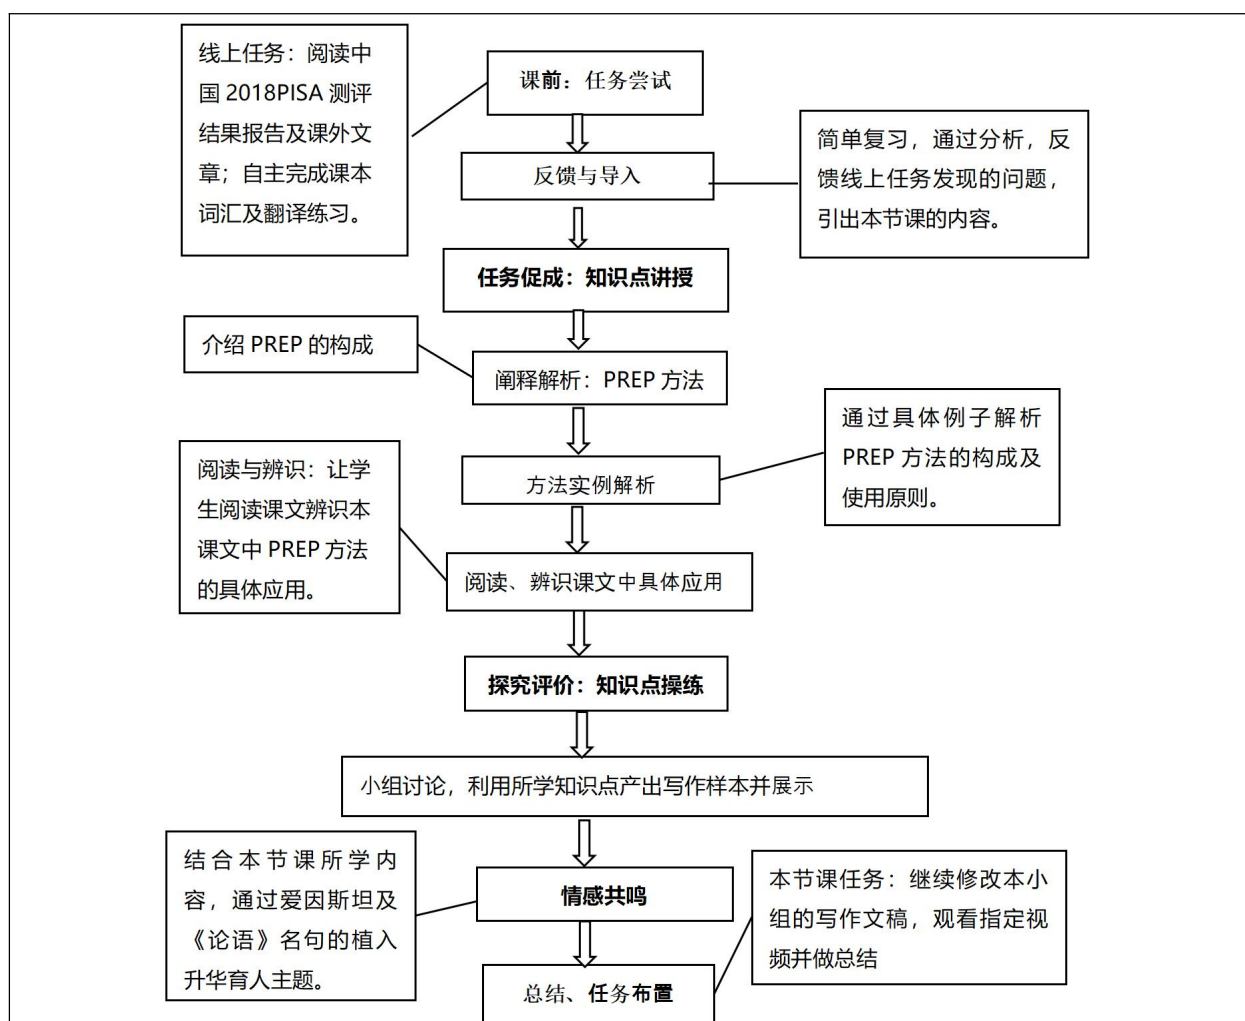 线上任务：阅读中
国 2018PISA 测评
结果报告及课外文
章；自主完成课本
词汇及翻译练习。
课前：任务尝试
反馈与导入
简单复习，通过分析，反
馈线上任务发现的问题，
引出本节课的内容。
任务促成：知识点讲授
介绍 PREP 的构成
阐释解析：PREP 方法
通过具体例子解析
PREP 方法的构成及
使用原则。
方法实例解析
阅读与辨识：让学
生阅读课文辨识本
课文中 PREP 方法
的具体应用。
阅读、辨识课文中具体应用
探究评价：知识点操练
小组讨论，利用所学知识点产出写作样本并展示
结合本节课所学内
容，通过爱因斯坦及
《论语》名句的植入
升华育人主题。
情感共鸣
本节课任务：继续修改本小
组的写作文稿，观看指定视
频并做总结
总结、任务布置